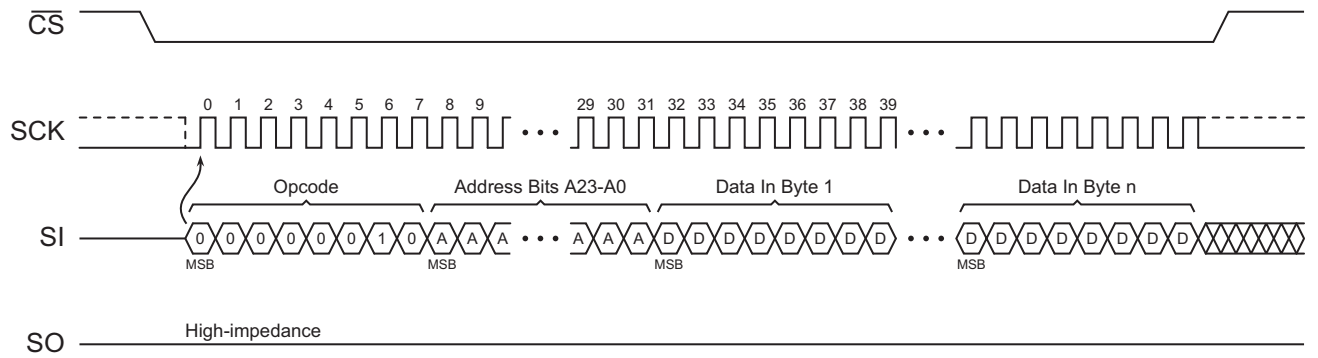 CS
0 1 2 3 4 5 6 7 8 9 29 30 31 32 33 34 35 36 37 38 39
SCK
Opcode Address Bits A23-A0 Data In Byte 1 Data In Byte n
SI 0 0 0 0 0 0 1 0 A A A A A A D D D D D D D D D D D D D D D D
MSB MSB MSB MSB
High-impedance
SO